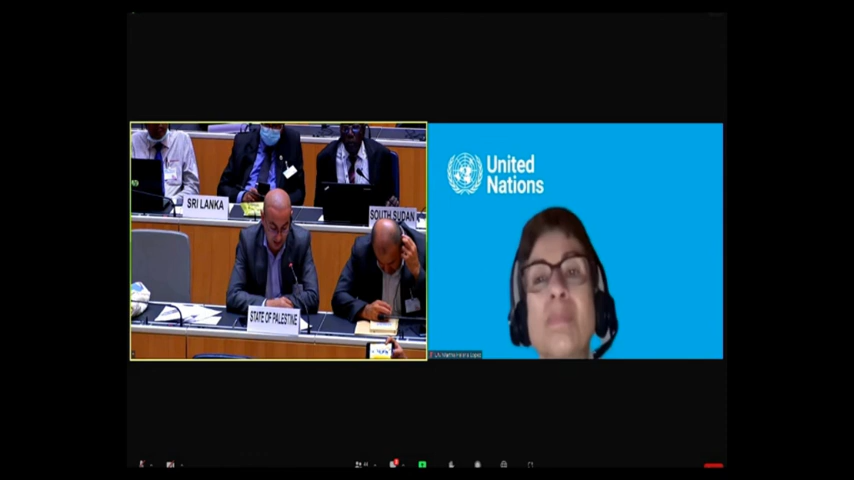 SRI LANKA
SOUTH SUDAN
STATE OF PALESTINE
United
Nations